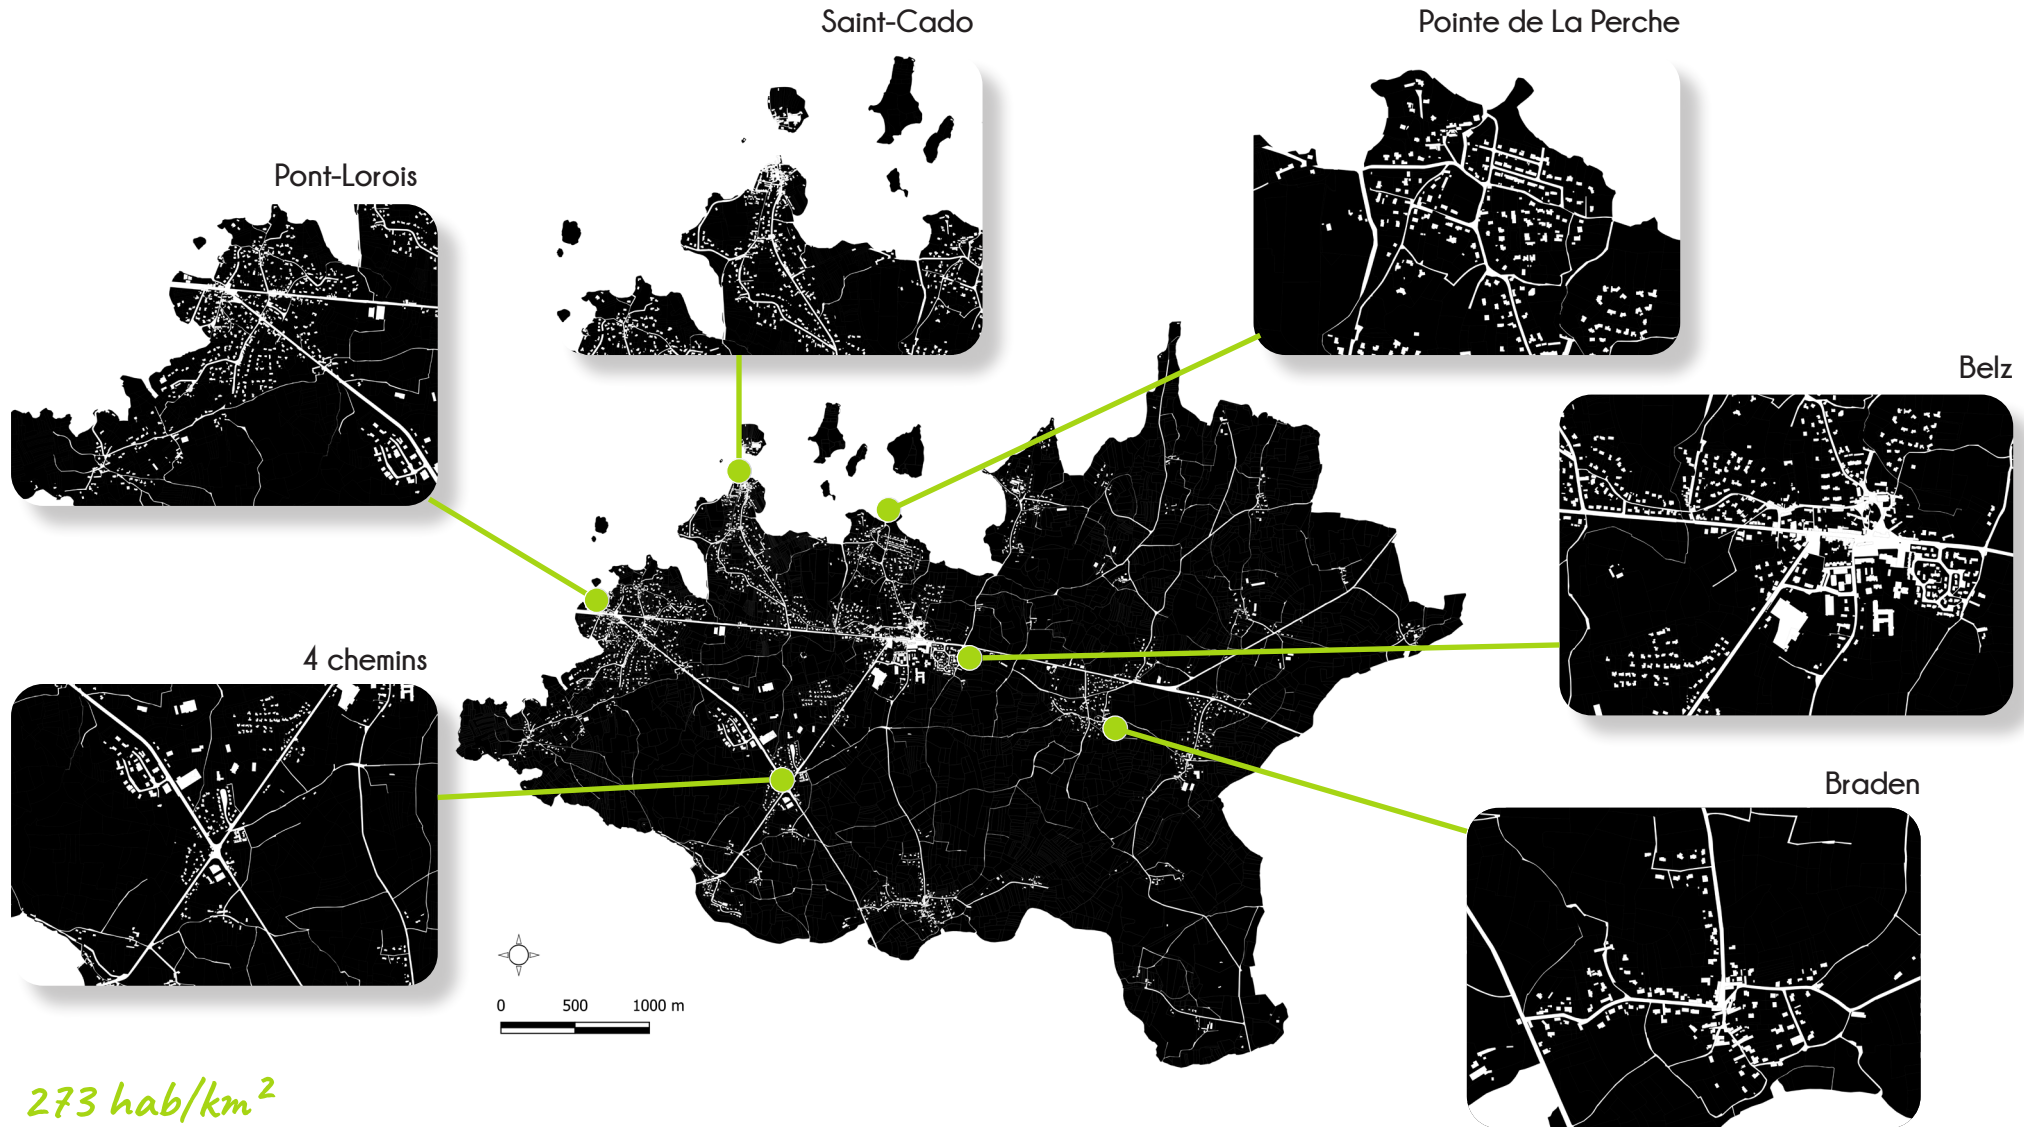 Saint-Cado
Pointe de La Perche
Pont-Lorois
Belz
4 chemins
Braden
0 500 1000 m
273 hab/km²